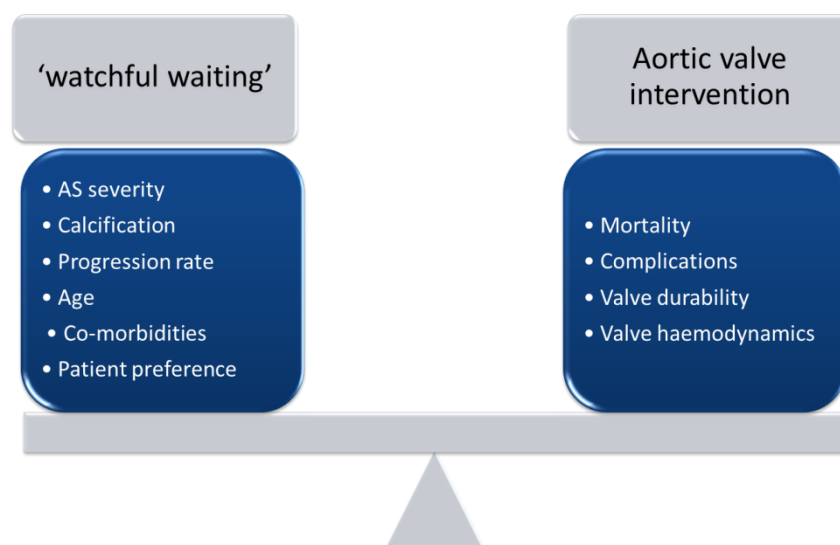 ‘watchful waiting’
• AS severity
• Calcification
• Progression rate
• Age
• Co-morbidities
• Patient preference
Aortic valve
intervention
• Mortality
• Complications
• Valve durability
• Valve haemodynamics